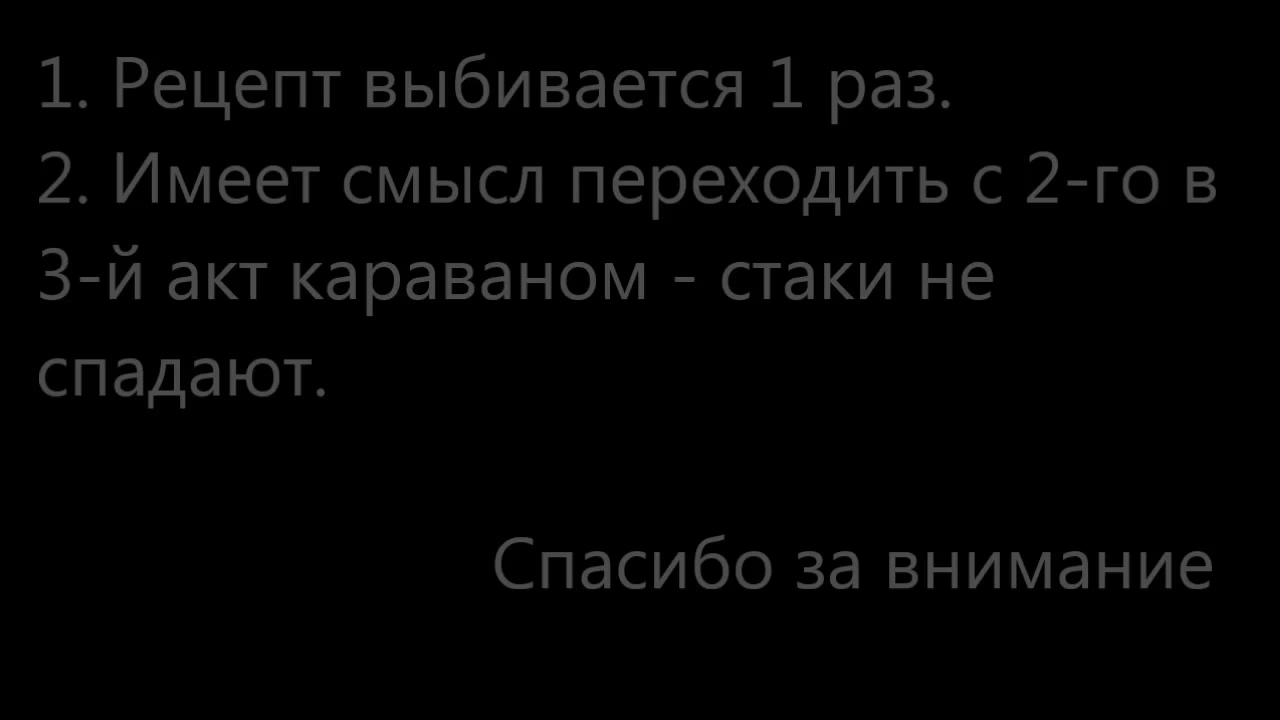 1. Рецепт выбивается 1 раз.
2. Имеет смысл переходить с 2-го в
3-й акт караваном - стаки не
спадают.
Спасибо за внимание